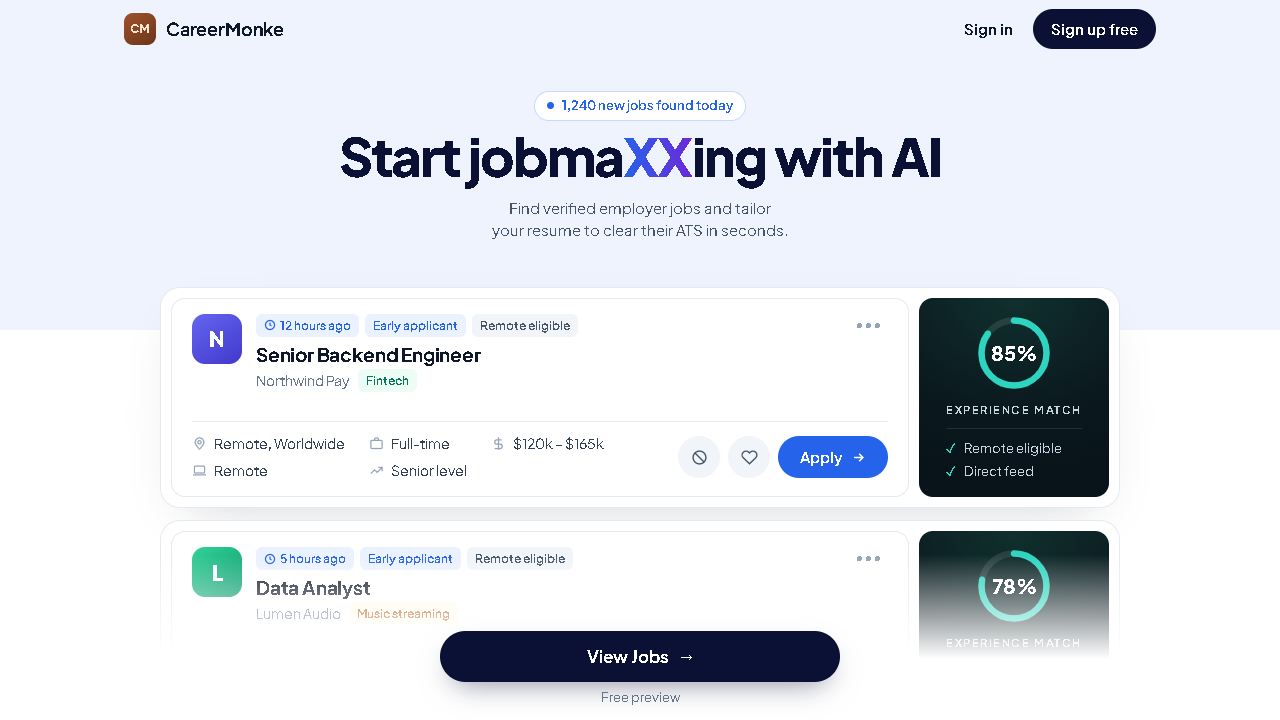 CM CareerMonke
Sign in
Sign up free
1,240 new jobs found today
Start jobmaXXing with AI
Find verified employer jobs and tailor
your resume to clear their ATS in seconds.
N
12 hours ago
Early applicant
Remote eligible
Senior Backend Engineer
Northwind Pay
Fintech
Remote, Worldwide
Full-time
$120k – $165k
Remote
Senior level
Apply →
85%
EXPERIENCE MATCH
✓ Remote eligible
✓ Direct feed
L
5 hours ago
Early applicant
Remote eligible
Data Analyst
Lumen Audio
Music streaming
78%
EXPERIENCE MATCH
View Jobs →
Free preview